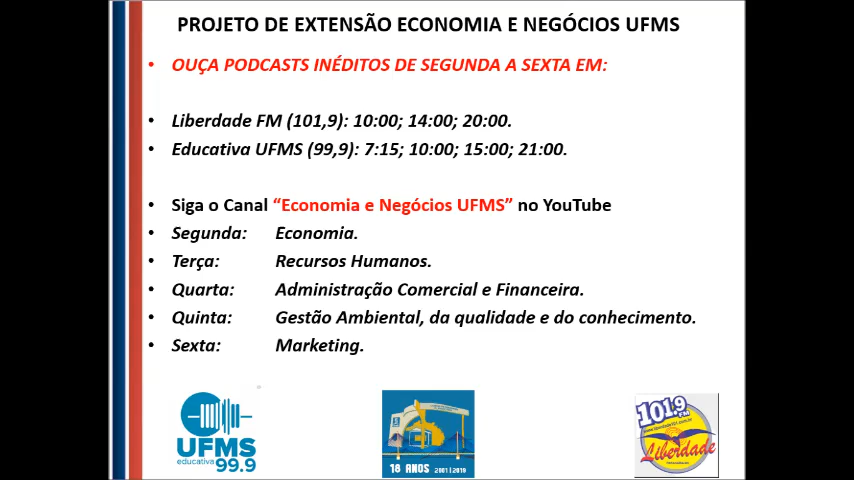 PROJETO DE EXTENSÃO ECONOMIA E NEGÓCIOS UFMS
• OUÇA PODCASTS INÉDITOS DE SEGUNDA A SEXTA EM:
• Liberdade FM (101,9): 10:00; 14:00; 20:00.
• Educativa UFMS (99,9): 7:15; 10:00; 15:00; 21:00.
• Siga o Canal “Economia e Negócios UFMS” no YouTube
• Segunda: Economia.
• Terça: Recursos Humanos.
• Quarta: Administração Comercial e Financeira.
• Quinta: Gestão Ambiental, da qualidade e do conhecimento.
• Sexta: Marketing.
UFMS
educativa 99.9
18 ANOS 2001|2019
101.9 FM
Liberdade